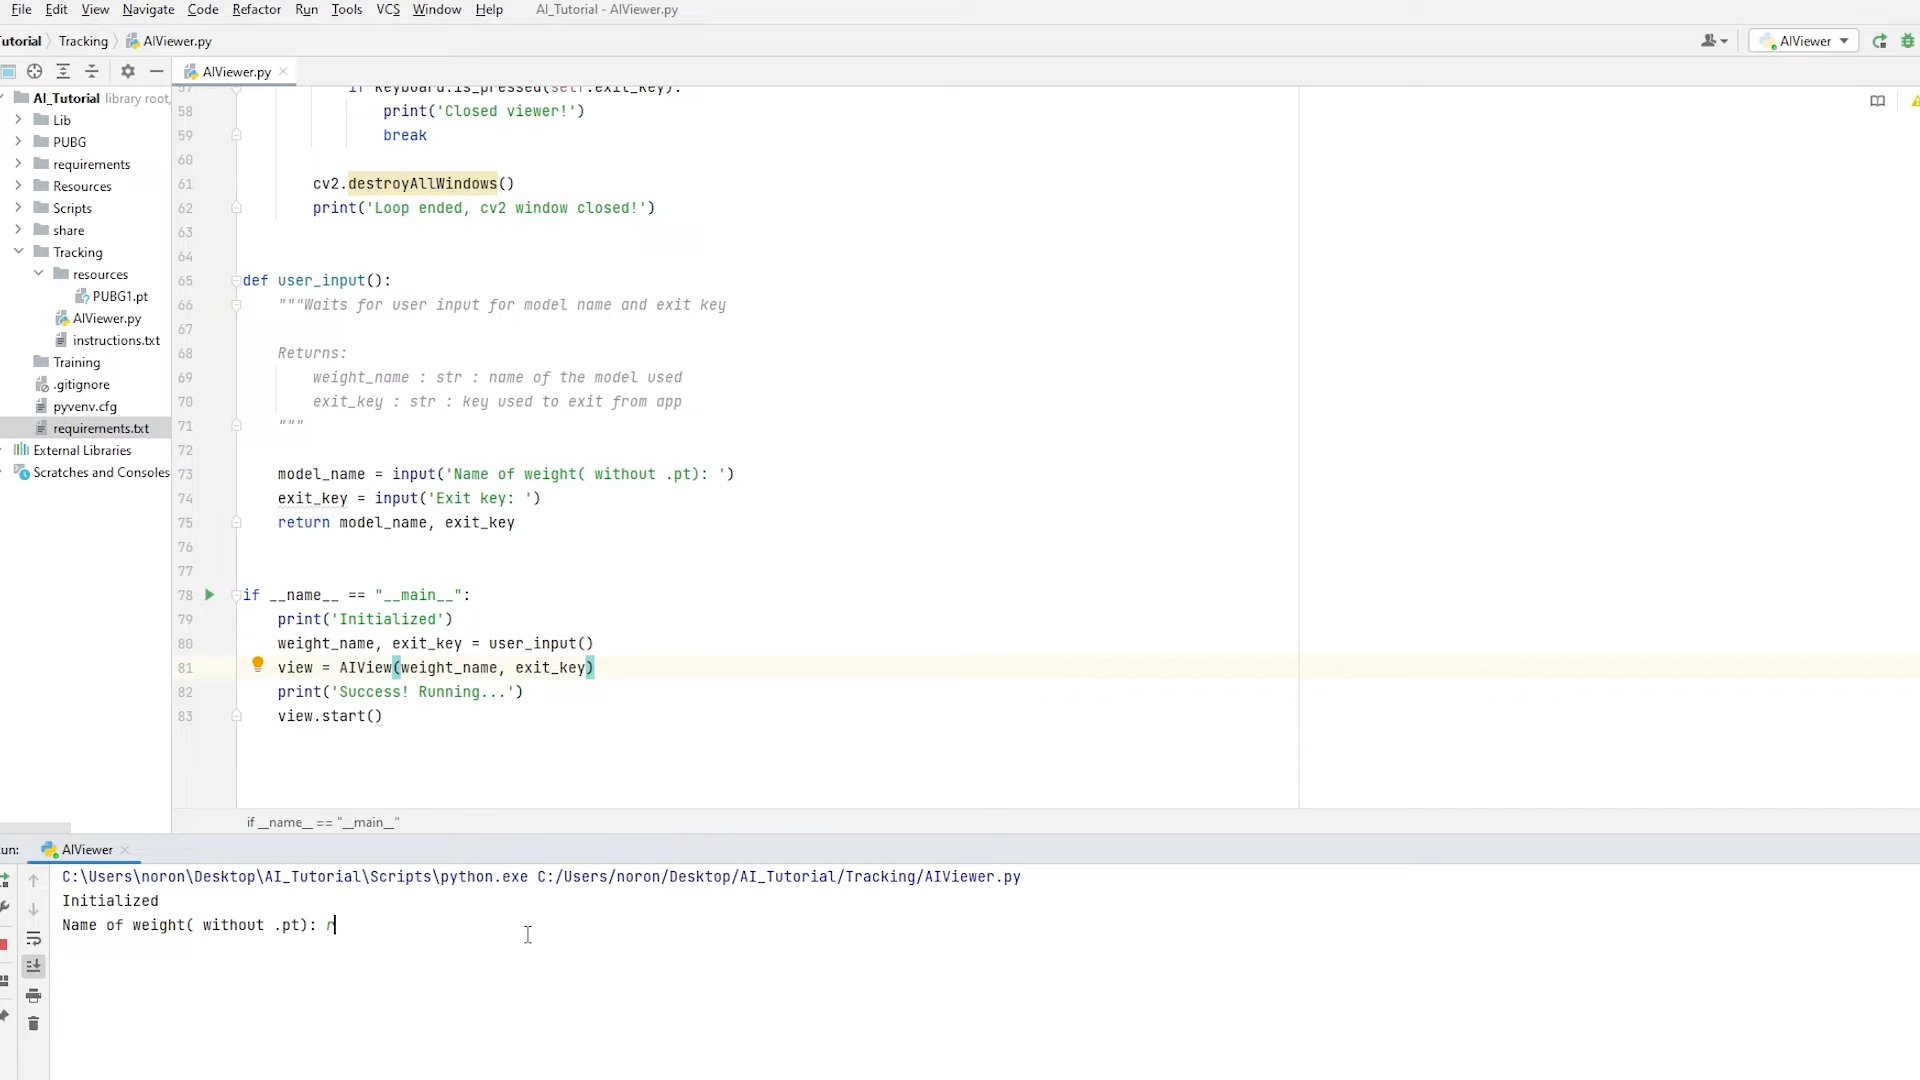 File Edit View Navigate Code Refactor Run Tools VCS Window Help AI_Tutorial - AIViewer.py
Tracking AIViewer.py
AIViewer
AIViewer.py
AI_Tutorial library root,
Lib
PUBG
requirements
Resources
Scripts
share
Tracking
resources
PUBG1.pt
AIViewer.py
instructions.txt
Training
.gitignore
pyvenv.cfg
requirements.txt
External Libraries
Scratches and Consoles
57 if keyboard.is_pressed(self.exit_key):
58 print('Closed viewer!')
59 break
60
61 cv2.destroyAllWindows()
62 print('Loop ended, cv2 window closed!')
63
64
65 def user_input():
66 """Waits for user input for model name and exit key
67
68 Returns:
69 weight_name : str : name of the model used
70 exit_key : str : key used to exit from app
71 """
72
73 model_name = input('Name of weight( without .pt): ')
74 exit_key = input('Exit key: ')
75 return model_name, exit_key
76
77
78 if __name__ == "__main__":
79 print('Initialized')
80 weight_name, exit_key = user_input()
81 view = AIView(weight_name, exit_key)
82 print('Success! Running...')
83 view.start()
if __name__ == "__main__"
AIViewer
C:\Users\noron\Desktop\AI_Tutorial\Scripts\python.exe C:/Users/noron/Desktop/AI_Tutorial/Tracking/AIViewer.py
Initialized
Name of weight( without .pt): r